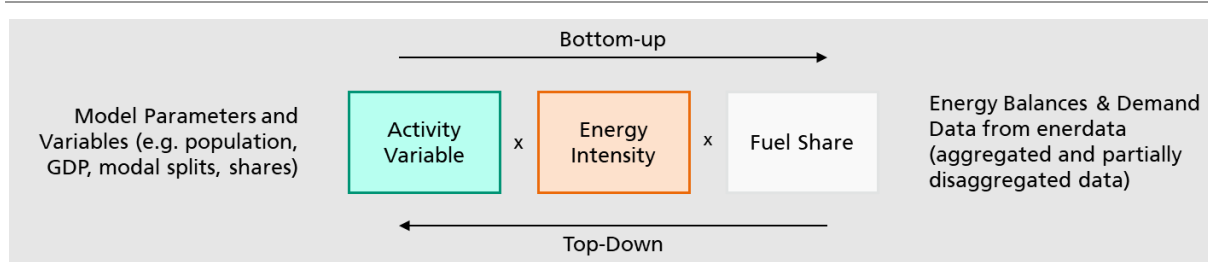 Bottom-up
Model Parameters and
Variables (e.g. population,
GDP, modal splits, shares)
Activity
Variable
x
Energy
Intensity
x
Fuel Share
Energy Balances & Demand
Data from enerdata
(aggregated and partially
disaggregated data)
Top-Down